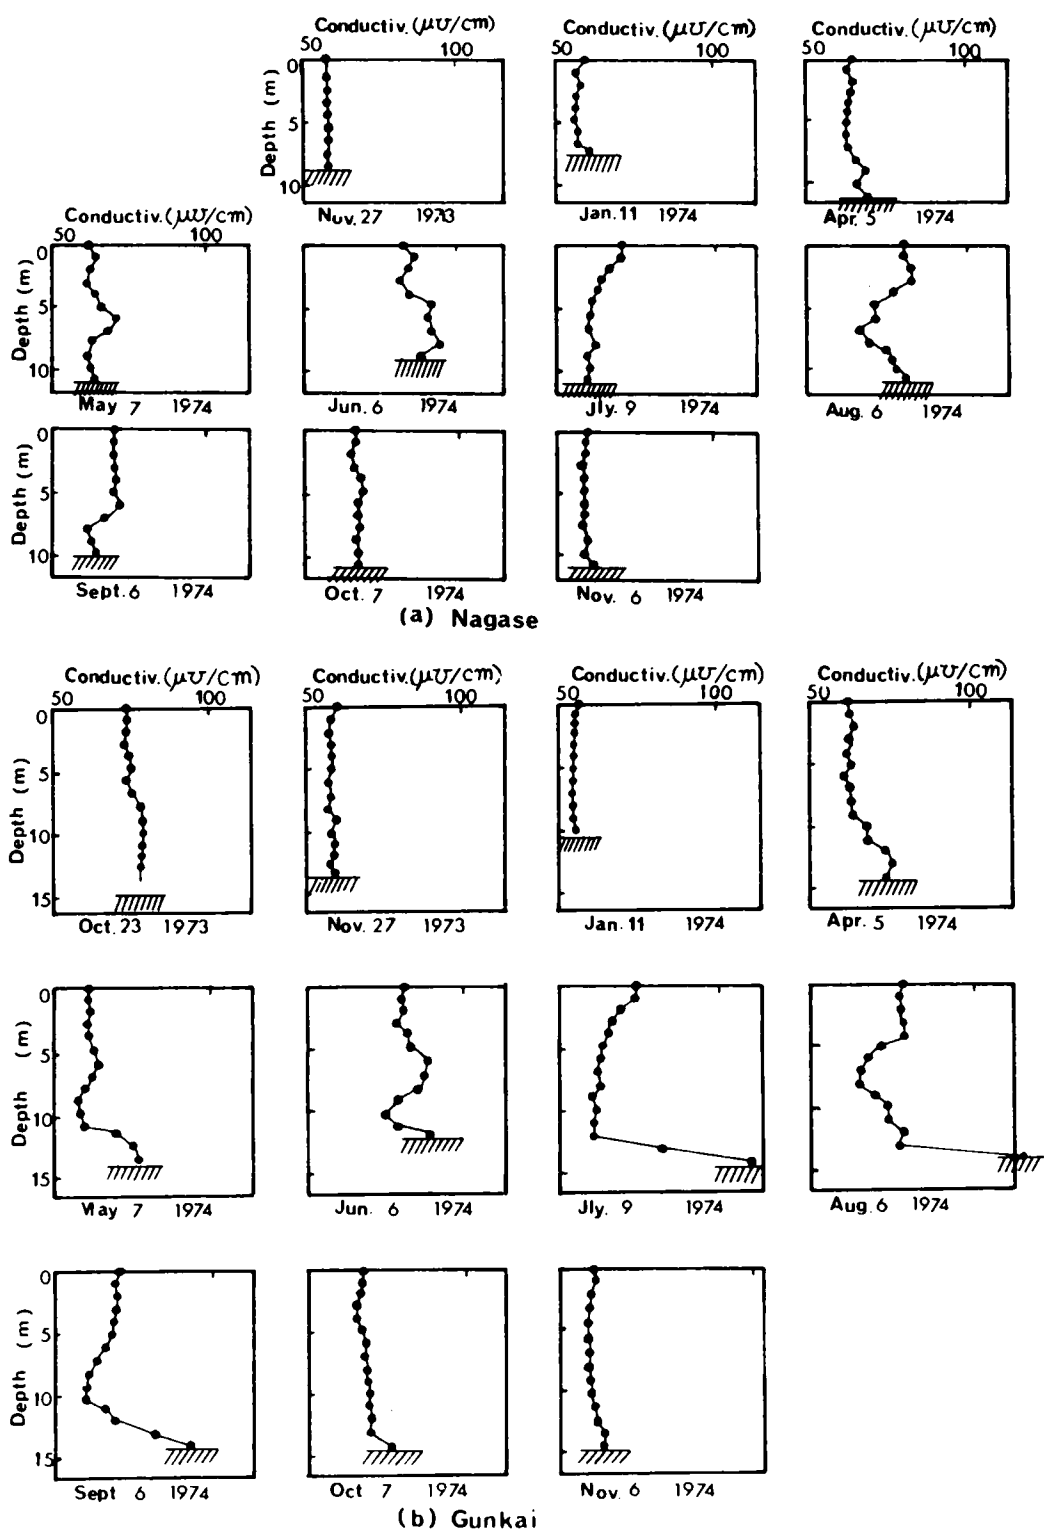 Conductiv. (μ℧/cm) Conductiv. (μ℧/cm) Conductiv. (μ℧/cm)
50 100 50 100 50 100
Depth (m)
0
5
10
Nov. 27 1973 Jan. 11 1974 Apr. 5 1974
Conductiv. (μ℧/cm)
50 100
Depth (m)
0
5
10
May 7 1974 Jun. 6 1974 Jly. 9 1974 Aug. 6 1974
Depth (m)
0
5
10
Sept. 6 1974 Oct. 7 1974 Nov. 6 1974
(a) Nagase
Conductiv. (μ℧/cm) Conductiv. (μ℧/cm) Conductiv. (μ℧/cm) Conductiv. (μ℧/cm)
50 100 50 100 50 100 50 100
Depth (m)
0
5
10
15
Oct. 23 1973 Nov. 27 1973 Jan. 11 1974 Apr. 5 1974
Depth (m)
0
5
10
15
May 7 1974 Jun. 6 1974 Jly. 9 1974 Aug. 6 1974
Depth (m)
0
5
10
15
Sept 6 1974 Oct 7 1974 Nov. 6 1974
(b) Gunkai